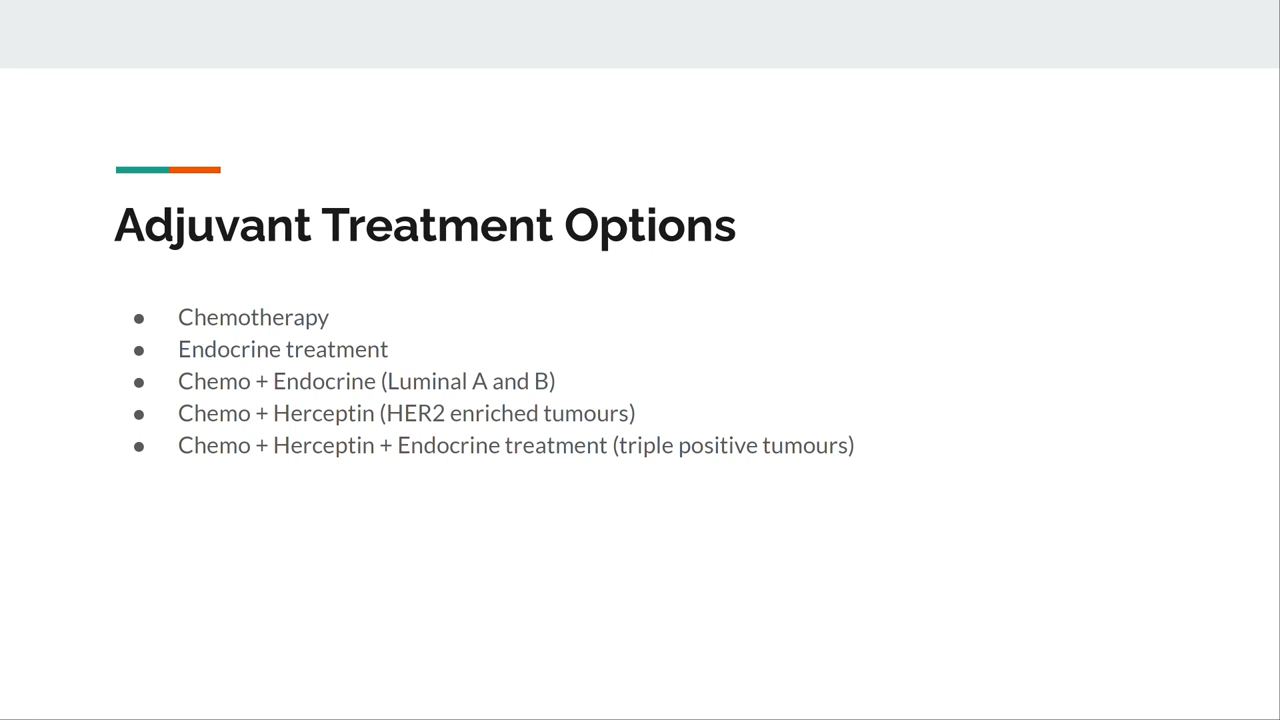 Adjuvant Treatment Options
● Chemotherapy
● Endocrine treatment
● Chemo + Endocrine (Luminal A and B)
● Chemo + Herceptin (HER2 enriched tumours)
● Chemo + Herceptin + Endocrine treatment (triple positive tumours)